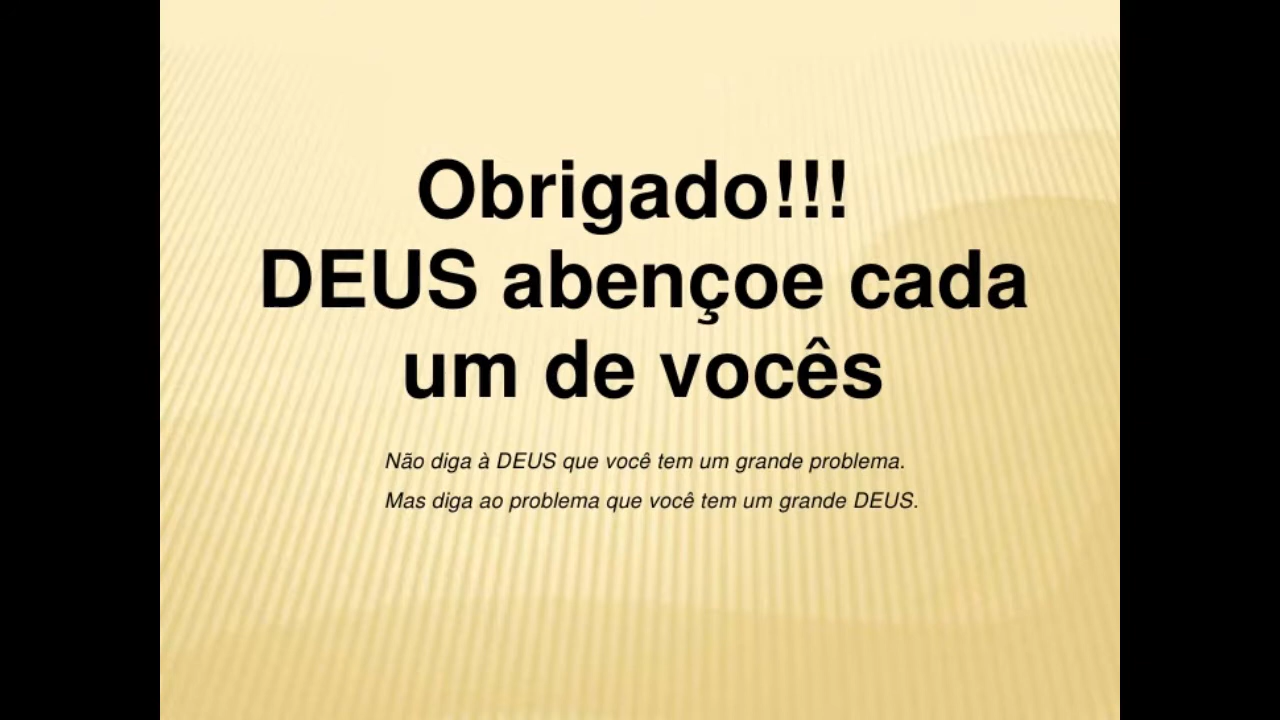 Obrigado!!!
DEUS abençoe cada
um de vocês
Não diga à DEUS que você tem um grande problema.
Mas diga ao problema que você tem um grande DEUS.